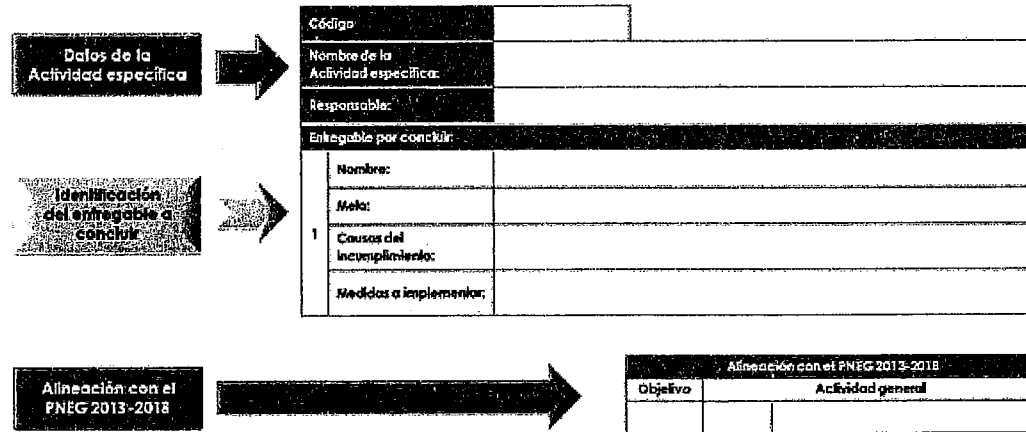 Datos de la
Actividad específica
Código
Nombre de la
Actividad específica:
Responsable:
Entregable por concluir:
Identificación
del entregable a
concluir
1
Nombre:
Meta:
Causas del
incumplimiento:
Medidas a implementar:
Alineación con el
PNEG 2013-2018
Alineación con el PNEG 2013-2018
Objetivo
Actividad general